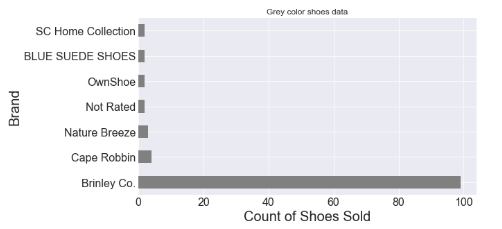 Grey color shoes data
SC Home Collection
BLUE SUEDE SHOES
OwnShoe
Not Rated
Nature Breeze
Cape Robbin
Brinley Co.
Brand
0 20 40 60 80 100
Count of Shoes Sold